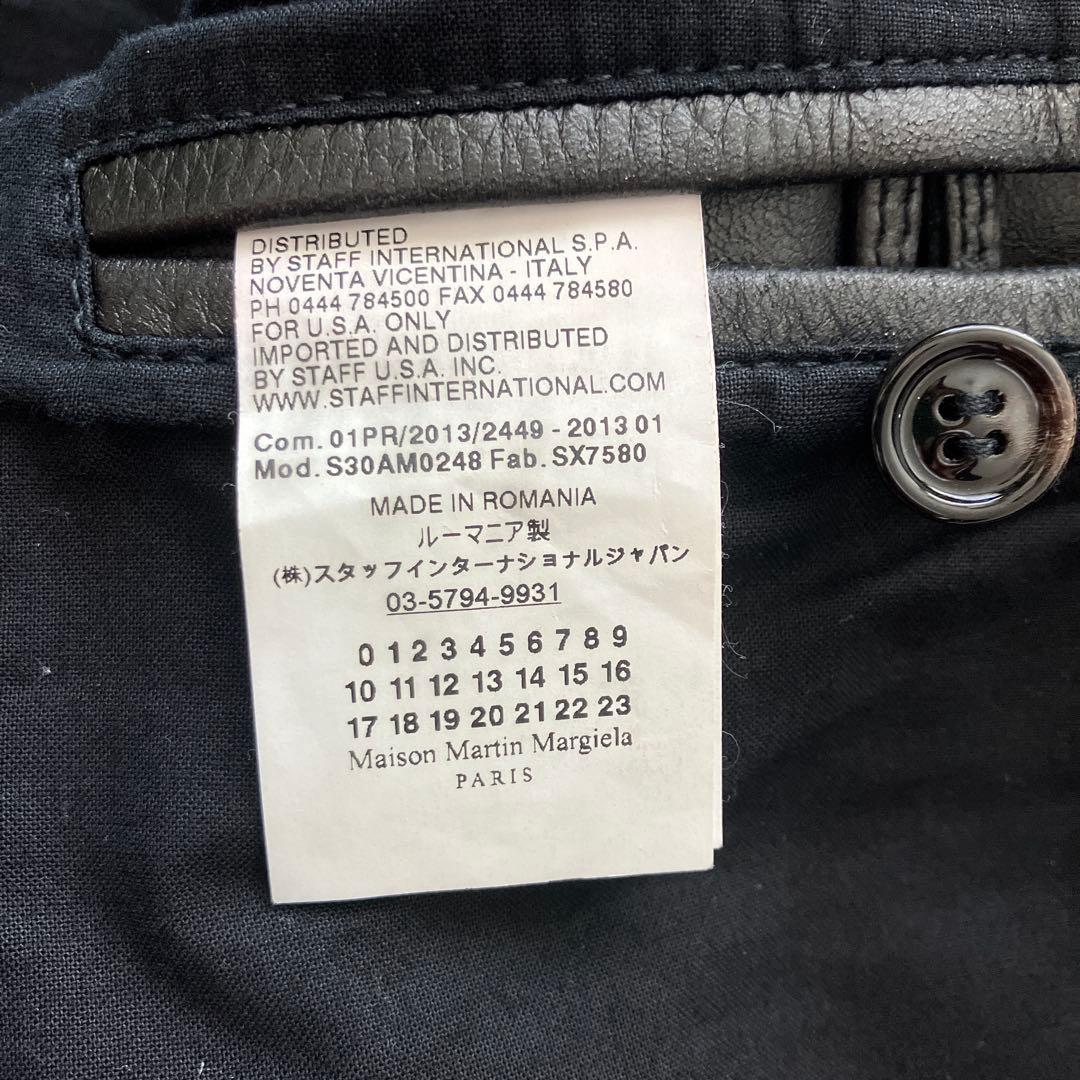 DISTRIBUTED
BY STAFF INTERNATIONAL S.P.A.
NOVENTA VICENTINA - ITALY
PH 0444 784500 FAX 0444 784580
FOR U.S.A. ONLY
IMPORTED AND DISTRIBUTED
BY STAFF U.S.A. INC.
WWW.STAFFINTERNATIONAL.COM
Com. 01PR/2013/2449 - 2013 01
Mod. S30AM0248 Fab. SX7580
MADE IN ROMANIA
ルーマニア製
(株)スタッフインターナショナルジャパン
03-5794-9931
0 1 2 3 4 5 6 7 8 9
10 11 12 13 14 15 16
17 18 19 20 21 22 23
Maison Martin Margiela
PARIS